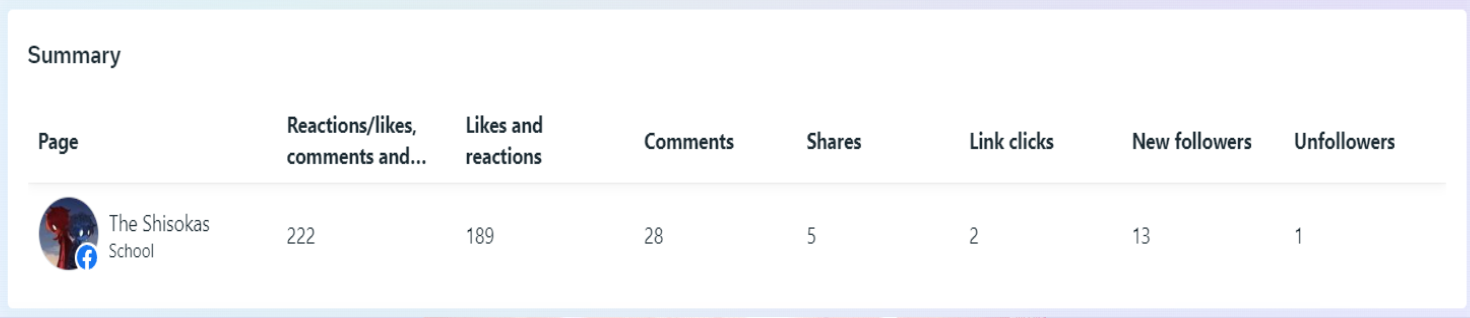 Summary
Page
Reactions/likes,
comments and...
Likes and
reactions
Comments
Shares
Link clicks
New followers
Unfollowers
The Shisokas
School
222
189
28
5
2
13
1